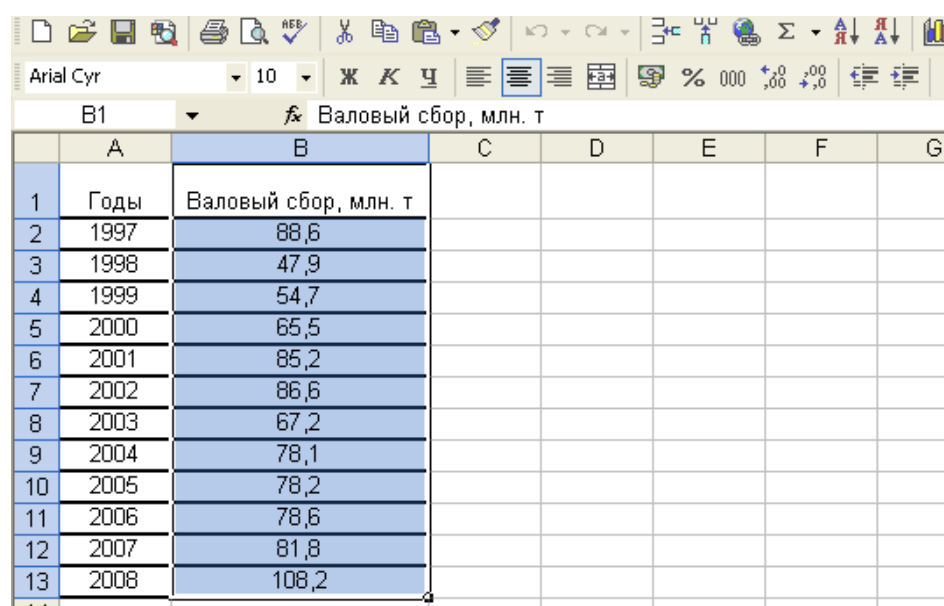 АБВ
Arial Cyr 10 Ж К Ч % 000
B1 fx Валовый сбор, млн. т
A B C D E F G
1 Годы Валовый сбор, млн. т
2 1997 88,6
3 1998 47,9
4 1999 54,7
5 2000 65,5
6 2001 85,2
7 2002 86,6
8 2003 67,2
9 2004 78,1
10 2005 78,2
11 2006 78,6
12 2007 81,8
13 2008 108,2